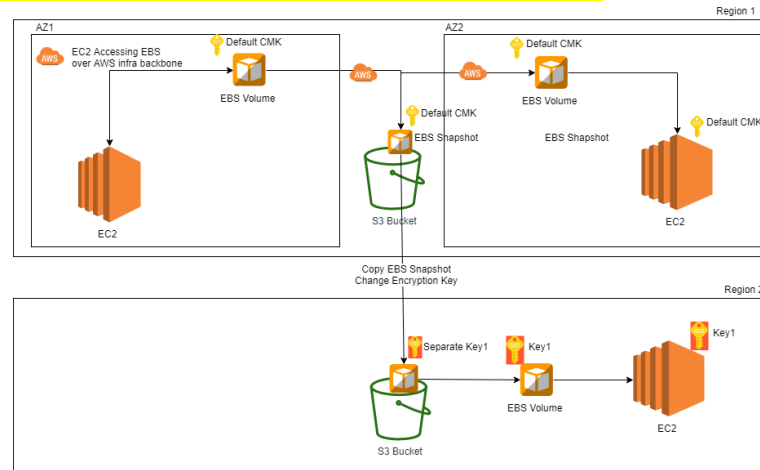 Region 1
AZ1
AZ2
AWS
EC2 Accessing EBS
over AWS infra backbone
Default CMK
EBS Volume
AWS
AWS
Default CMK
EBS Volume
Default CMK
EBS Snapshot
EBS Snapshot
Default CMK
EC2
S3 Bucket
EC2
Copy EBS Snapshot
Change Encryption Key
Region 2
Separate Key1
Key1
Key1
EBS Volume
EC2
S3 Bucket